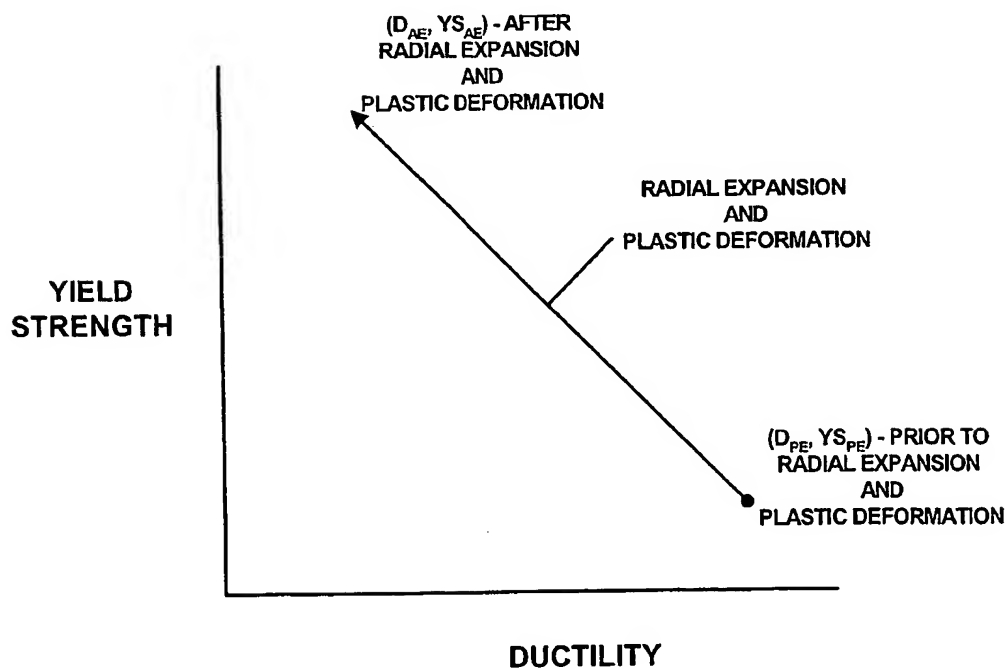 (D_AE, YS_AE) - AFTER
RADIAL EXPANSION
AND
PLASTIC DEFORMATION
RADIAL EXPANSION
AND
PLASTIC DEFORMATION
YIELD
STRENGTH
(D_PE, YS_PE) - PRIOR TO
RADIAL EXPANSION
AND
PLASTIC DEFORMATION
DUCTILITY